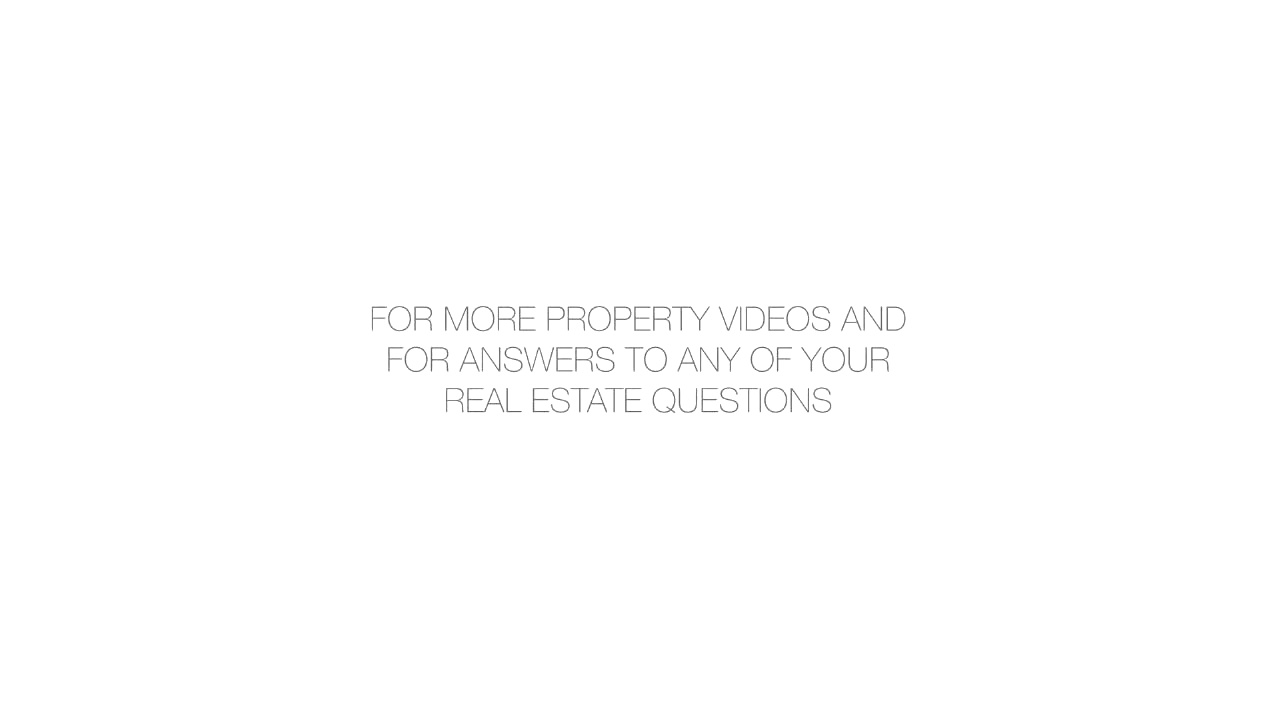 FOR MORE PROPERTY VIDEOS AND
FOR ANSWERS TO ANY OF YOUR
REAL ESTATE QUESTIONS